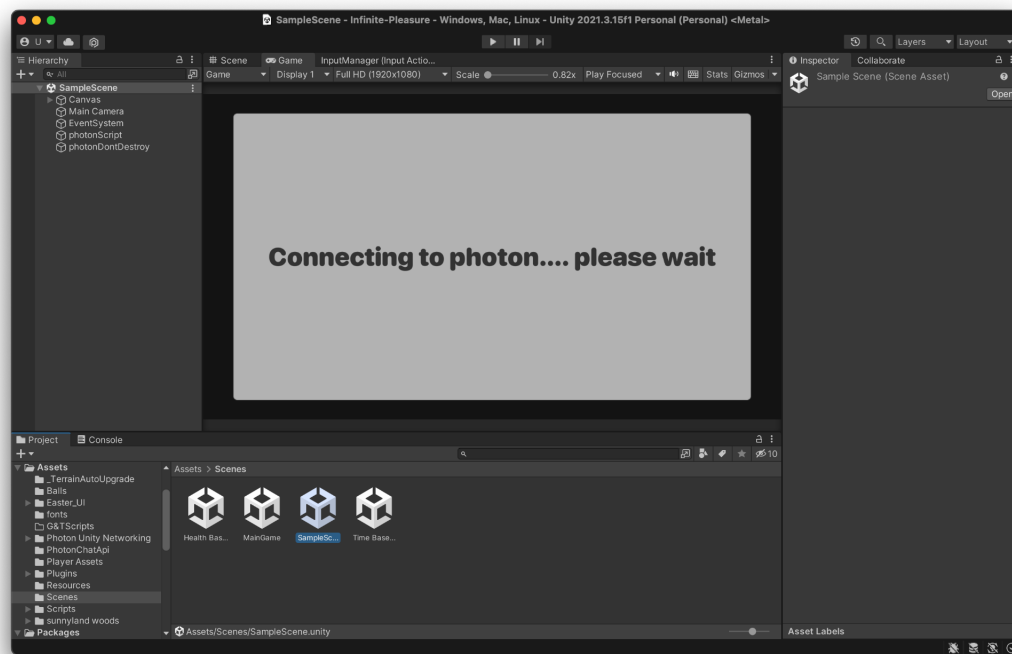 SampleScene - Infinite-Pleasure - Windows, Mac, Linux - Unity 2021.3.15f1 Personal (Personal) <Metal>
U
Layers
Layout
Hierarchy
Scene
Game
InputManager (Input Actio...
Inspector
Collaborate
All
Game
Display 1
Full HD (1920x1080)
Scale
0.82x
Play Focused
Stats
Gizmos
Sample Scene (Scene Asset)
Open
SampleScene
Canvas
Main Camera
EventSystem
photonScript
photonDontDestroy
Connecting to photon.... please wait
Project
Console
10
Assets
_TerrainAutoUpgrade
Balls
Easter_UI
fonts
G&TScripts
Photon Unity Networking
PhotonChatApi
Player Assets
Plugins
Resources
Scenes
Scripts
sunnyland woods
Packages
Assets > Scenes
Health Bas...
MainGame
SampleSc...
Time Base...
Assets/Scenes/SampleScene.unity
Asset Labels